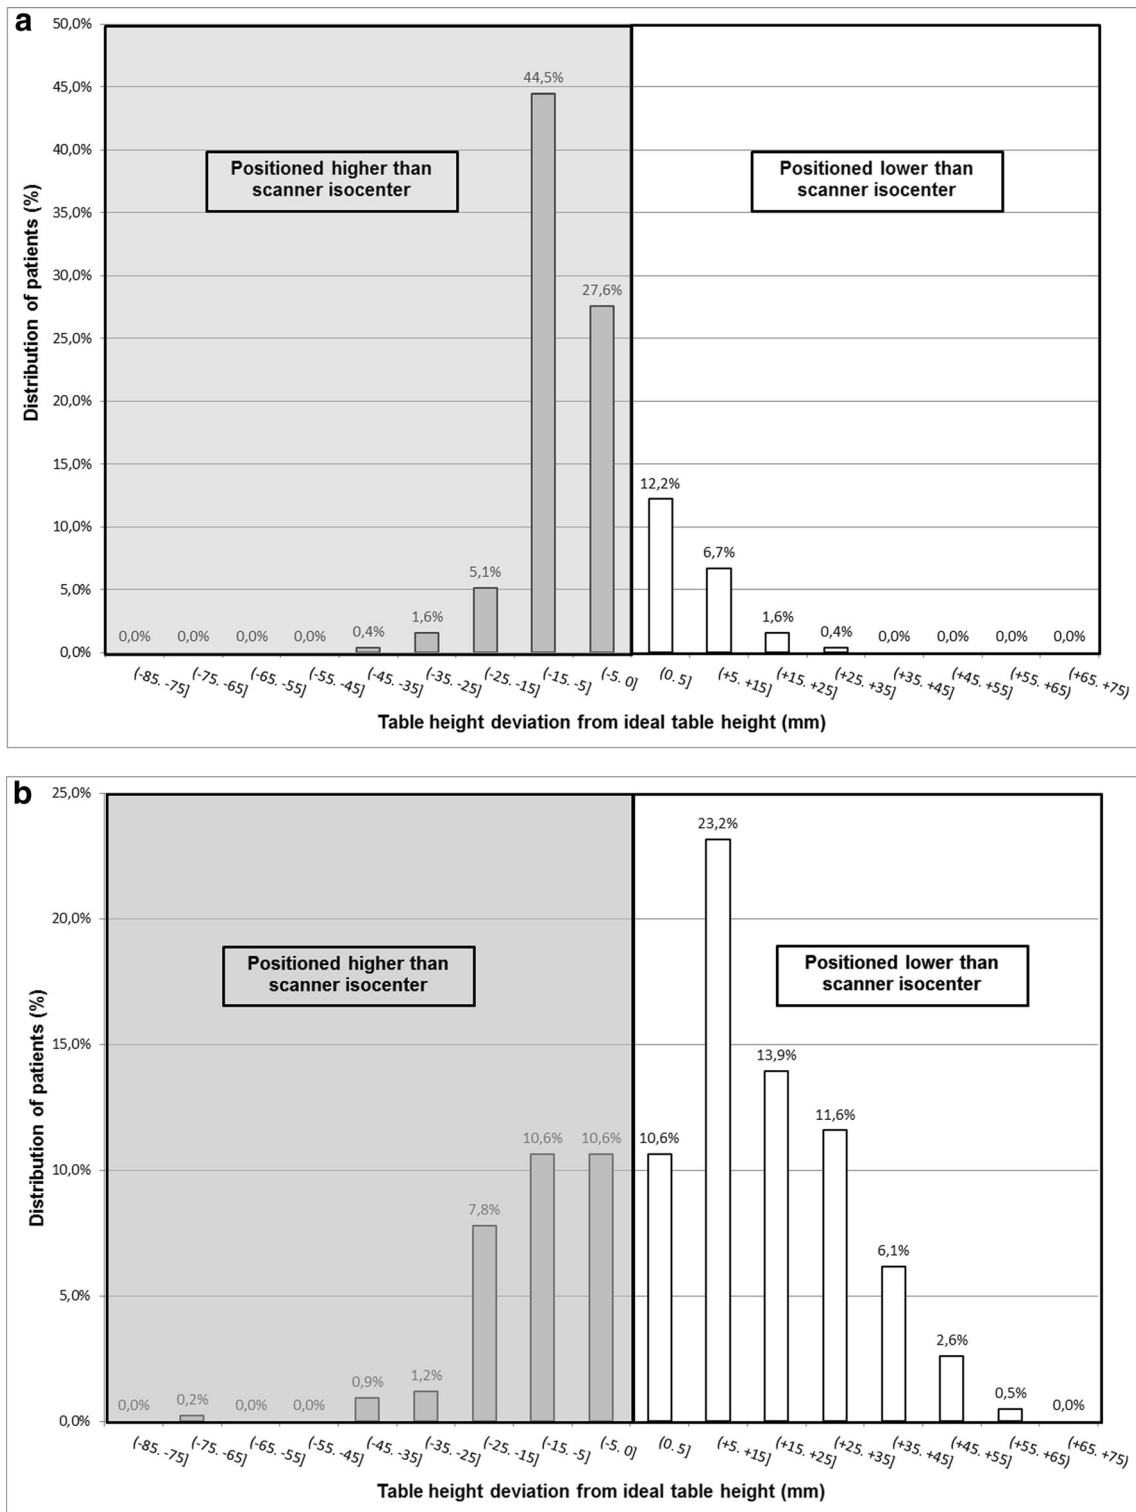 a
50,0%
45,0%
40,0%
35,0%
30,0%
25,0%
20,0%
15,0%
10,0%
5,0%
0,0%
Distribution of patients (%)
Positioned higher than
scanner isocenter
Positioned lower than
scanner isocenter
0,0% 0,0% 0,0% 0,0% 0,4% 1,6% 5,1% 44,5% 27,6% 12,2% 6,7% 1,6% 0,4% 0,0% 0,0% 0,0% 0,0%
(-85. -75] (-75. -65] (-65. -55] (-55. -45] (-45. -35] (-35. -25] (-25. -15] (-15. -5] (-5. 0] (0. 5] (+5. +15] (+15. +25] (+25. +35] (+35. +45] (+45. +55] (+55. +65) (+65. +75)
Table height deviation from ideal table height (mm)
b
25,0%
20,0%
15,0%
10,0%
5,0%
0,0%
Distribution of patients (%)
Positioned higher than
scanner isocenter
Positioned lower than
scanner isocenter
0,0% 0,2% 0,0% 0,0% 0,9% 1,2% 7,8% 10,6% 10,6% 10,6% 23,2% 13,9% 11,6% 6,1% 2,6% 0,5% 0,0%
(-85. -75] (-75. -65] (-65. -55] (-55. -45] (-45. -35] (-35. -25] (-25. -15] (-15. -5] (-5. 0] (0. 5] (+5. +15] (+15. +25] (+25. +35] (+35. +45] (+45. +55] (+55. +65) (+65. +75)
Table height deviation from ideal table height (mm)